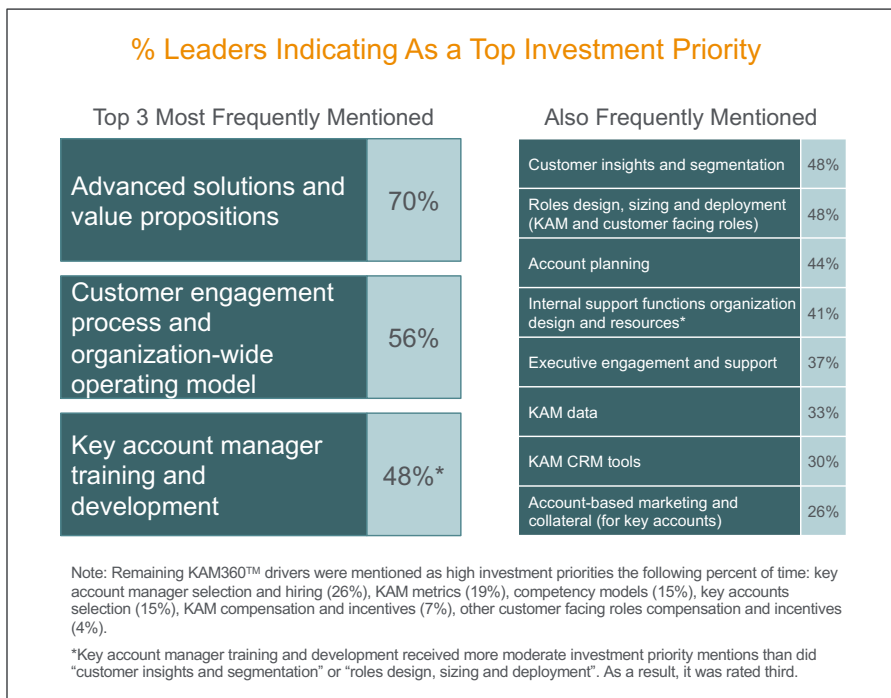 % Leaders Indicating As a Top Investment Priority
Top 3 Most Frequently Mentioned
Advanced solutions and
value propositions
70%
Customer engagement
process and
organization-wide
operating model
56%
Key account manager
training and
development
48%*
Also Frequently Mentioned
Customer insights and segmentation
48%
Roles design, sizing and deployment
(KAM and customer facing roles)
48%
Account planning
44%
Internal support functions organization
design and resources*
41%
Executive engagement and support
37%
KAM data
33%
KAM CRM tools
30%
Account-based marketing and
collateral (for key accounts)
26%
Note: Remaining KAM360™ drivers were mentioned as high investment priorities the following percent of time: key
account manager selection and hiring (26%), KAM metrics (19%), competency models (15%), key accounts
selection (15%), KAM compensation and incentives (7%), other customer facing roles compensation and incentives
(4%).
*Key account manager training and development received more moderate investment priority mentions than did
“customer insights and segmentation” or “roles design, sizing and deployment”. As a result, it was rated third.